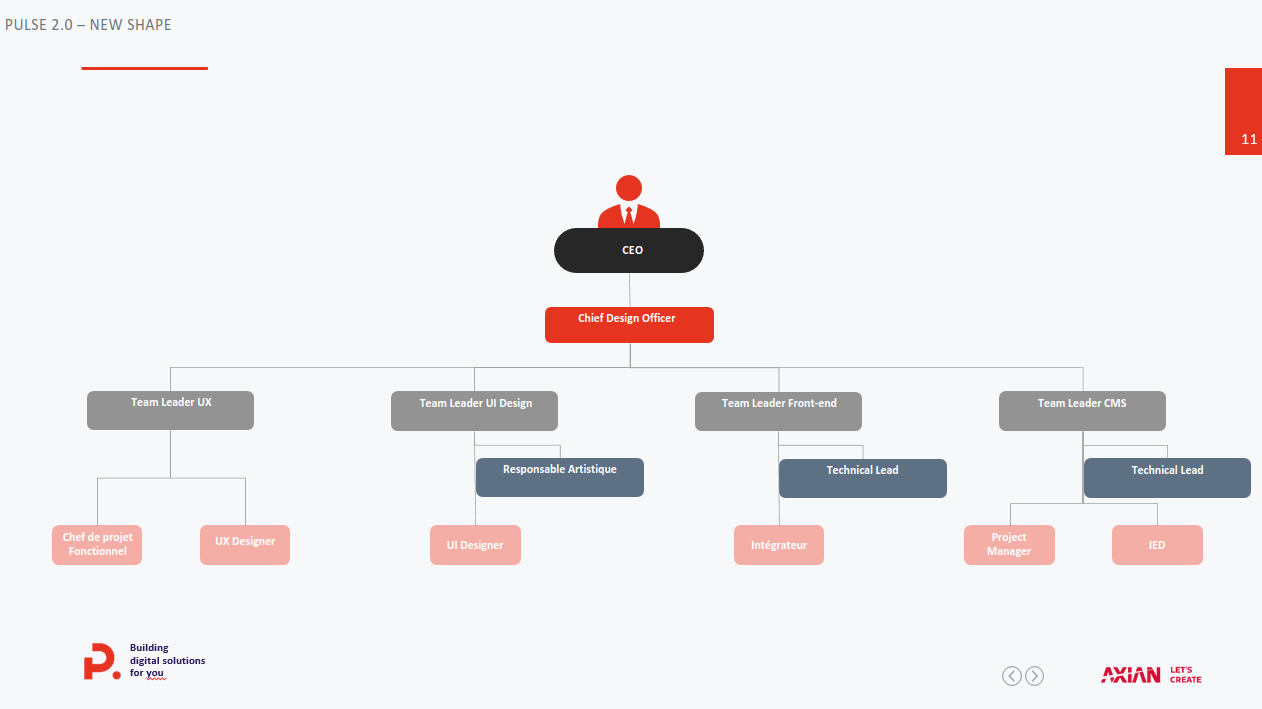 PULSE 2.0 – NEW SHAPE
11
CEO
Chief Design Officer
Team Leader UX
Team Leader UI Design
Team Leader Front-end
Team Leader CMS
Responsable Artistique
Technical Lead
Technical Lead
Chef de projet
Fonctionnel
UX Designer
UI Designer
Intégrateur
Project
Manager
IED
P.
Building
digital solutions
for you
AXIAN
LET'S
CREATE